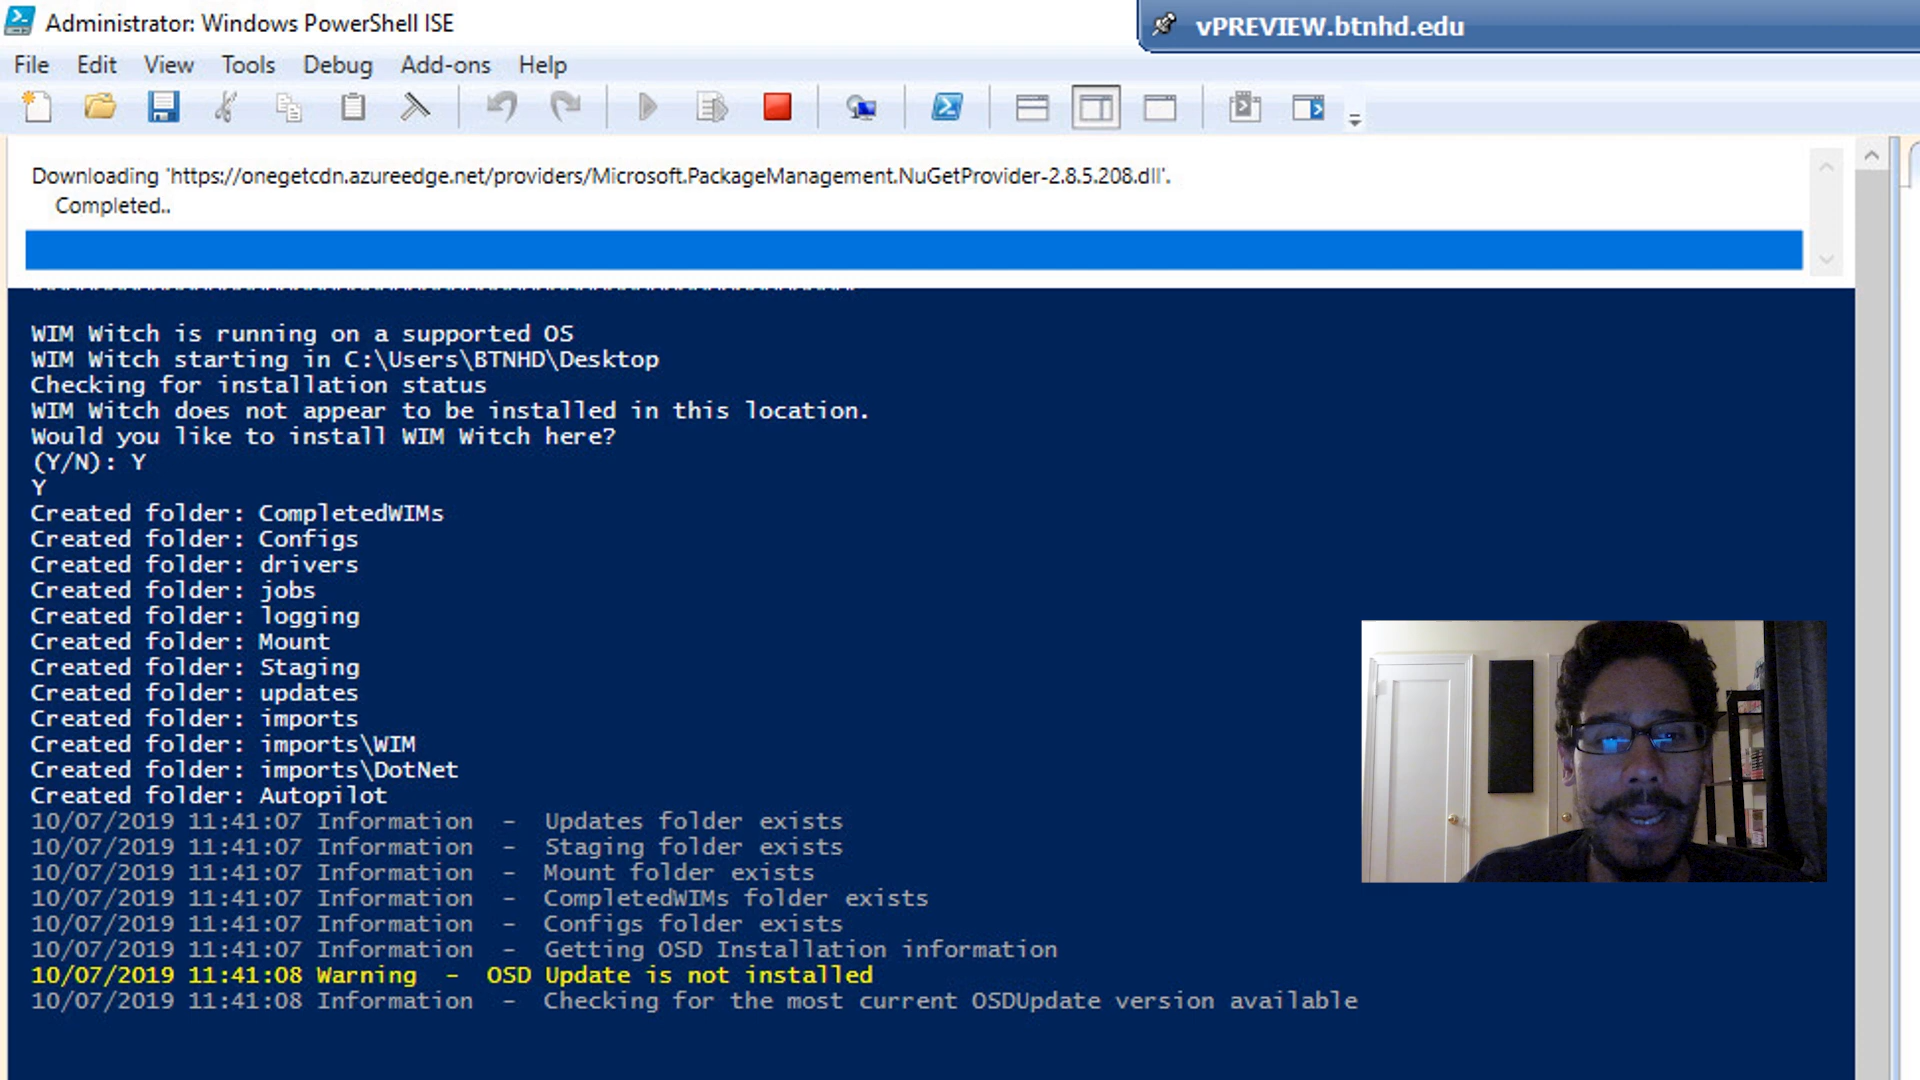 Administrator: Windows PowerShell ISE
vPREVIEW.btnhd.edu
File Edit View Tools Debug Add-ons Help
Downloading 'https://onegetcdn.azureedge.net/providers/Microsoft.PackageManagement.NuGetProvider-2.8.5.208.dll'.
Completed..
WIM Witch is running on a supported OS
WIM Witch starting in C:\Users\BTNHD\Desktop
Checking for installation status
WIM Witch does not appear to be installed in this location.
Would you like to install WIM Witch here?
(Y/N): Y
Y
Created folder: CompletedWIMs
Created folder: Configs
Created folder: drivers
Created folder: jobs
Created folder: logging
Created folder: Mount
Created folder: Staging
Created folder: updates
Created folder: imports
Created folder: imports\WIM
Created folder: imports\DotNet
Created folder: Autopilot
10/07/2019 11:41:07 Information  -  Updates folder exists
10/07/2019 11:41:07 Information  -  Staging folder exists
10/07/2019 11:41:07 Information  -  Mount folder exists
10/07/2019 11:41:07 Information  -  CompletedWIMs folder exists
10/07/2019 11:41:07 Information  -  Configs folder exists
10/07/2019 11:41:07 Information  -  Getting OSD Installation information
10/07/2019 11:41:08 Warning  -  OSD Update is not installed
10/07/2019 11:41:08 Information  -  Checking for the most current OSDUpdate version available